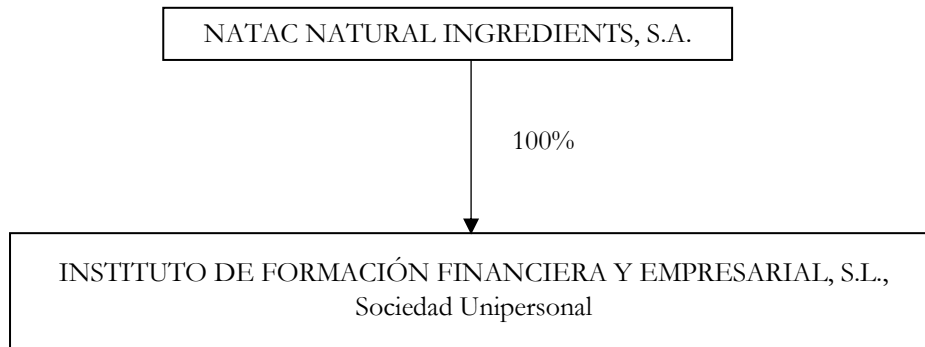 NATAC NATURAL INGREDIENTS, S.A.
100%
INSTITUTO DE FORMACIÓN FINANCIERA Y EMPRESARIAL, S.L.,
Sociedad Unipersonal